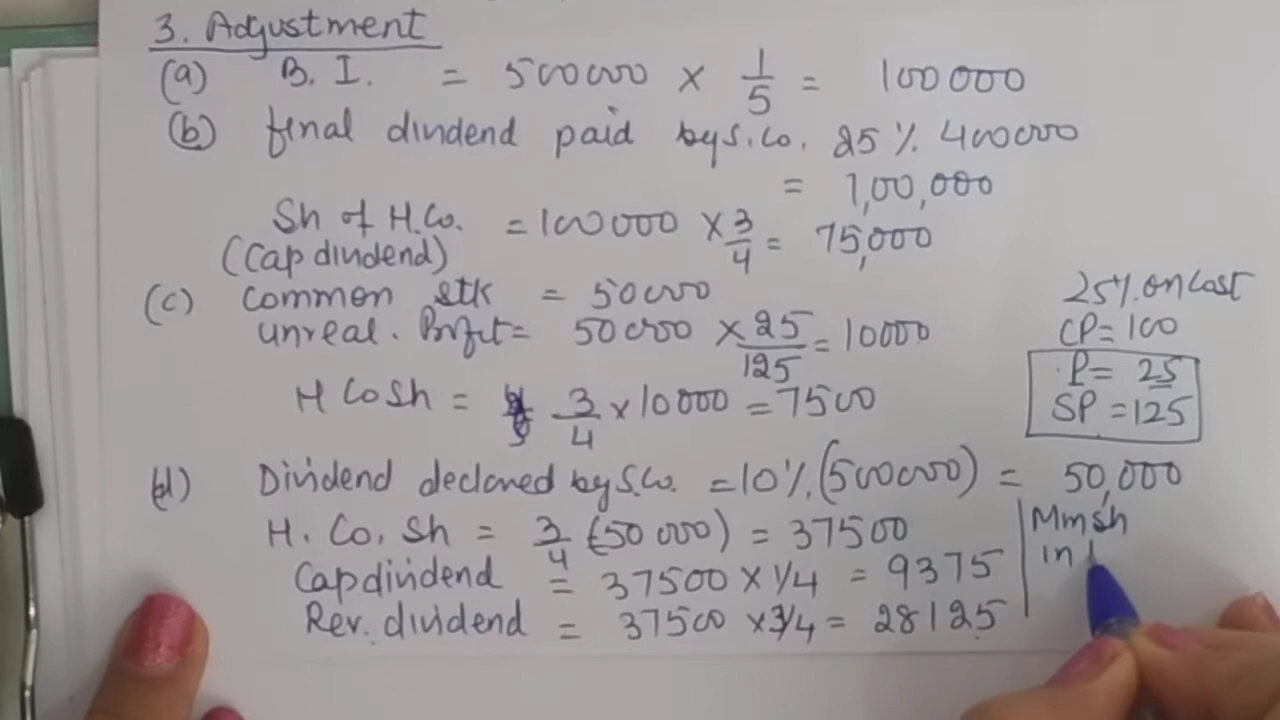 3. Adjustment
(a) B. I. = 500000 × 1/5 = 100000
(b) final dividend paid by S. Co. 25 % 400000
= 1,00,000
Sh of H. Co. = 100000 × 3/4 = 75,000
(Cap dividend)
(c) common stk = 50000
unreal. Profit = 50000 × 25/125 = 10000
H Co Sh = 3/4 × 10000 = 7500
25% on cost
CP = 100
P = 25
SP = 125
(d) Dividend declared by S. Co. = 10% (500000) = 50,000
H. Co. Sh = 3/4 (50000) = 37500
Cap dividend = 37500 × 1/4 = 9375
Rev. dividend = 37500 × 3/4 = 28125
Min Sh
in